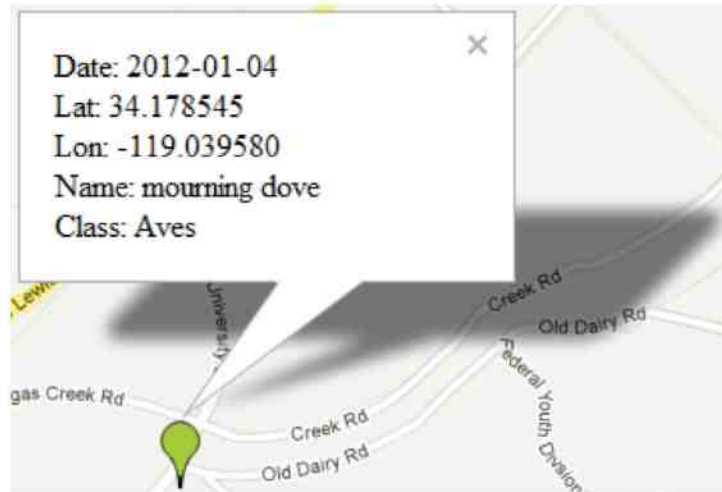 Date: 2012-01-04
Lat: 34.178545
Lon: -119.039580
Name: mourning dove
Class: Aves
Lewis
University
Creek Rd
Old Dairy Rd
Federal Youth Division
gas Creek Rd
Creek Rd
Old Dairy Rd